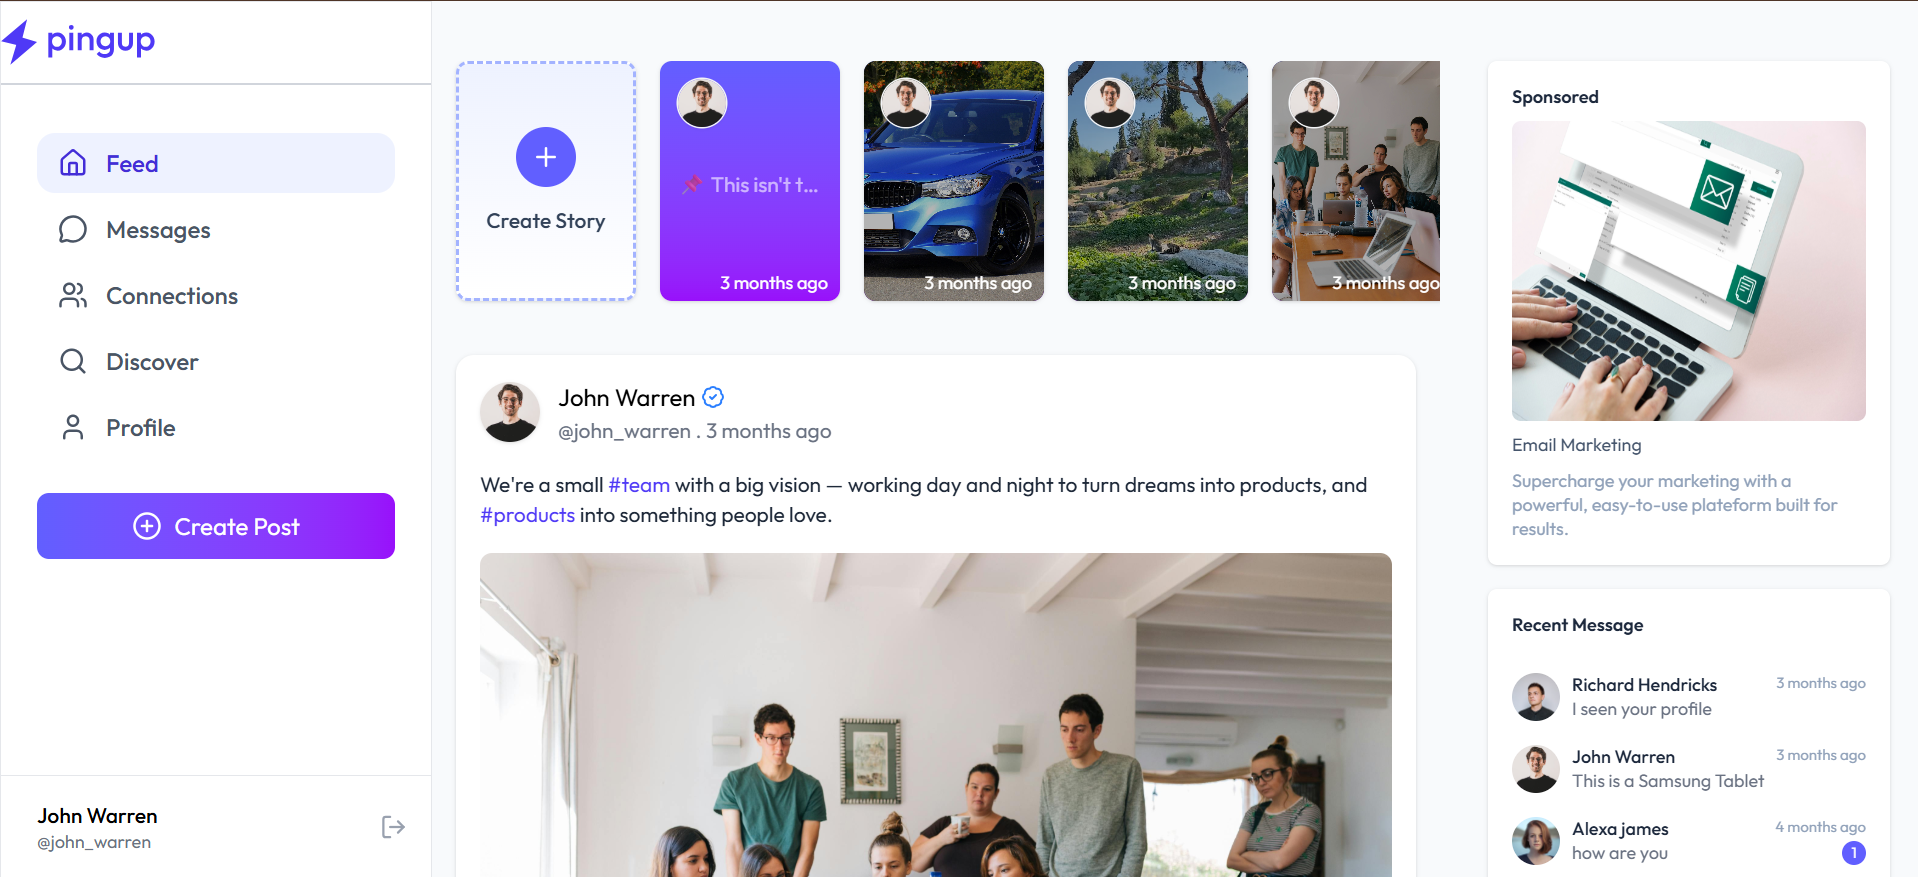 pingup
Feed
Messages
Connections
Discover
Profile
Create Post
John Warren
@john_warren
Create Story
📌 This isn't t...
3 months ago
3 months ago
3 months ago
3 months ago
John Warren
@john_warren . 3 months ago
We're a small #team with a big vision — working day and night to turn dreams into products, and
#products into something people love.
Sponsored
Email Marketing
Supercharge your marketing with a
powerful, easy-to-use plateform built for
results.
Recent Message
Richard Hendricks
3 months ago
I seen your profile
John Warren
3 months ago
This is a Samsung Tablet
Alexa james
4 months ago
how are you
1